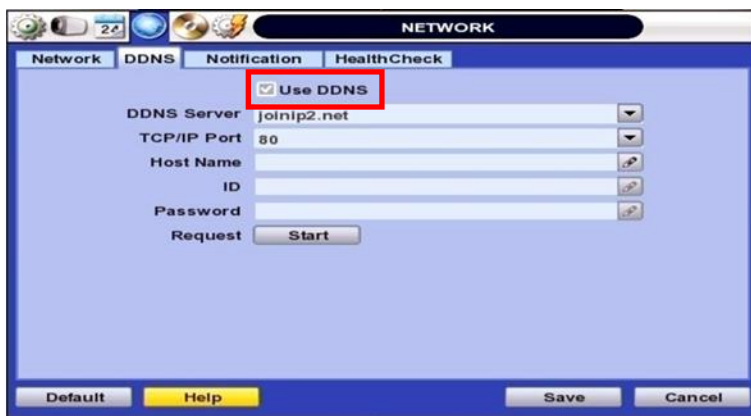 24
NETWORK
Network DDNS Notification HealthCheck
Use DDNS
DDNS Server joinip2.net
TCP/IP Port 80
Host Name
ID
Password
Request Start
Default Help Save Cancel